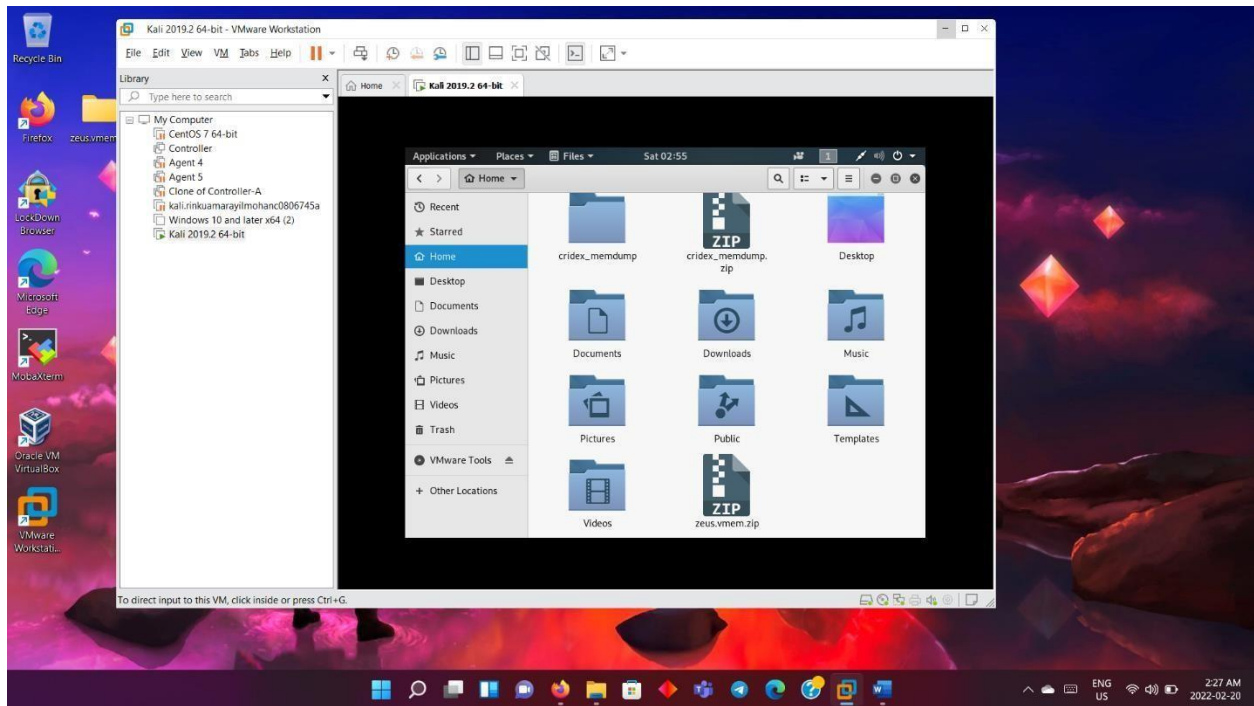 Recycle Bin
Firefox
zeus.vmem
LockDown
Browser
Microsoft
Edge
MobaXterm
Oracle VM
VirtualBox
VMware
Workstati...
Kali 2019.2 64-bit - VMware Workstation
File Edit View VM Tabs Help
Library
Type here to search
My Computer
CentOS 7 64-bit
Controller
Agent 4
Agent 5
Clone of Controller-A
kali.rinkuamarayilmohanc0806745a
Windows 10 and later x64 (2)
Kali 2019.2 64-bit
Home
Kali 2019.2 64-bit
Applications Places Files Sat 02:55 1
Home
Recent
Starred
Home
Desktop
Documents
Downloads
Music
Pictures
Videos
Trash
VMware Tools
+ Other Locations
cridex_memdump
ZIP
cridex_memdump.
zip
Desktop
Documents
Downloads
Music
Pictures
Public
Templates
Videos
ZIP
zeus.vmem.zip
To direct input to this VM, click inside or press Ctrl+G.
ENG
US
2:27 AM
2022-02-20